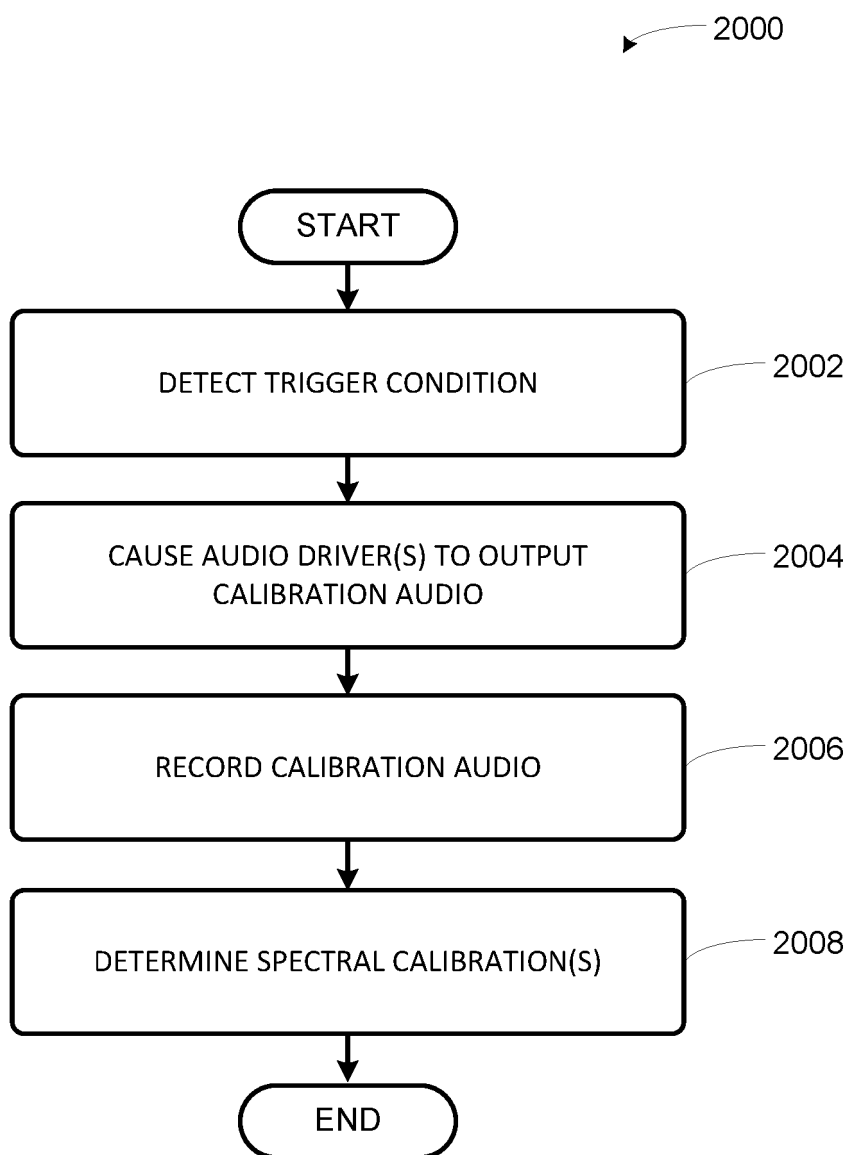 2000
START
DETECT TRIGGER CONDITION
2002
CAUSE AUDIO DRIVER(S) TO OUTPUT
CALIBRATION AUDIO
2004
RECORD CALIBRATION AUDIO
2006
DETERMINE SPECTRAL CALIBRATION(S)
2008
END